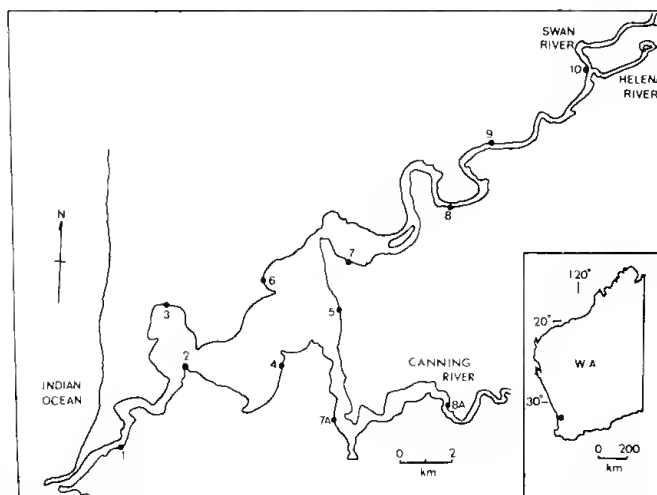 SWAN
RIVER
10
HELENA
RIVER
9
8
N
7
6
3
5
2
4
CANNING
RIVER
INDIAN
OCEAN
8A
7A
1
0 2
km
120°
20°
WA
30°
0 200
km